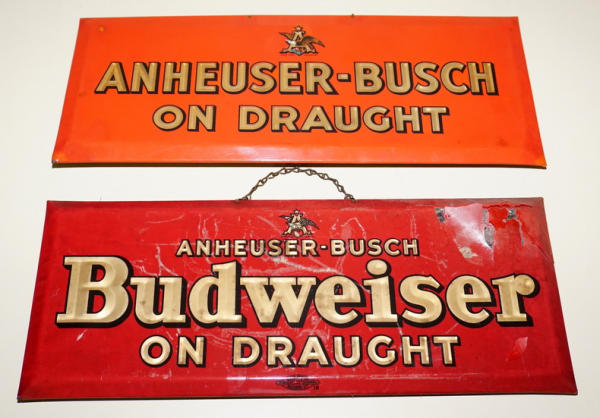 ANHEUSER-BUSCH
ON DRAUGHT
ANHEUSER-BUSCH
Budweiser
ON DRAUGHT